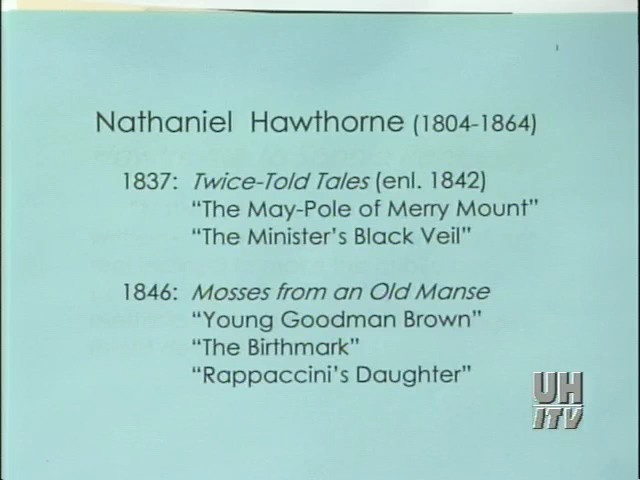 Nathaniel Hawthorne (1804-1864)
1837: Twice-Told Tales (enl. 1842)
"The May-Pole of Merry Mount"
"The Minister's Black Veil"
1846: Mosses from an Old Manse
"Young Goodman Brown"
"The Birthmark"
"Rappaccini's Daughter"
UH
ITV